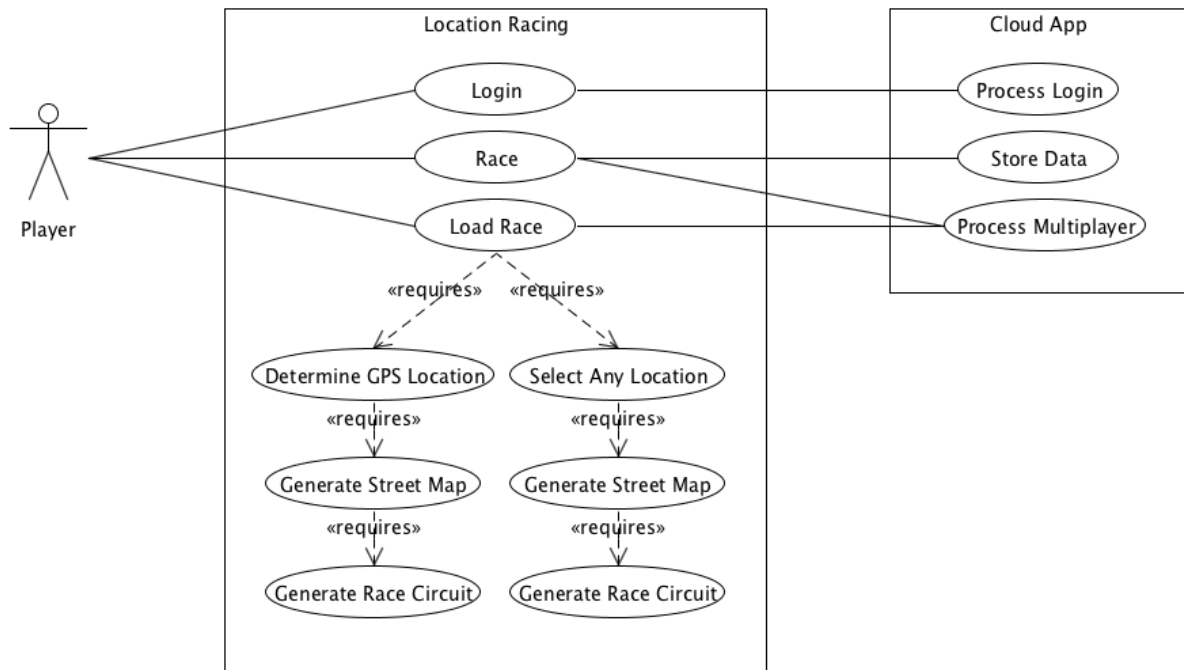 Location Racing
Cloud App
Login
Process Login
Race
Store Data
Player
Load Race
Process Multiplayer
«requires»
«requires»
Determine GPS Location
Select Any Location
«requires»
«requires»
Generate Street Map
Generate Street Map
«requires»
«requires»
Generate Race Circuit
Generate Race Circuit